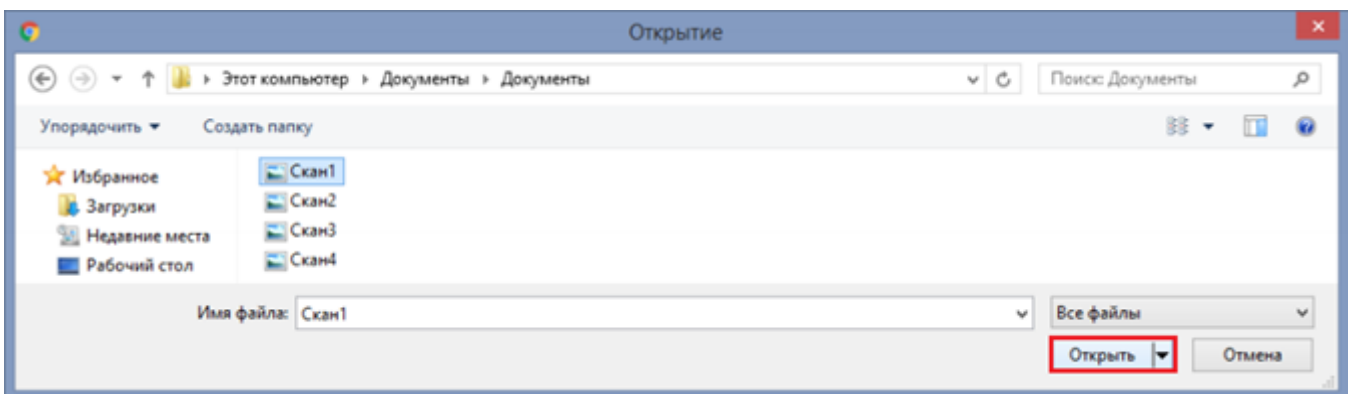 Открытие
Этот компьютер Документы Документы
Поиск: Документы
Упорядочить Создать папку
Избранное
Загрузки
Недавние места
Рабочий стол
Скан1
Скан2
Скан3
Скан4
Имя файла: Скан1
Все файлы
Открыть Отмена